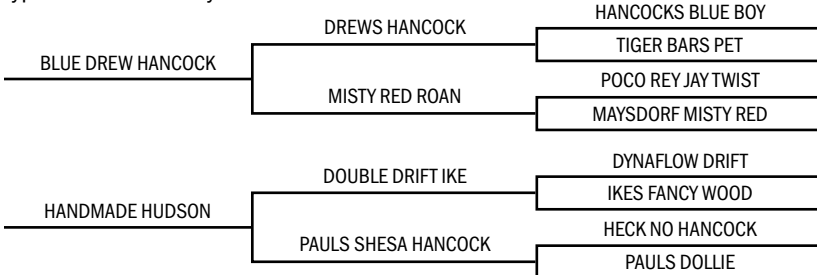 HANCOCKS BLUE BOY
DREWS HANCOCK
TIGER BARS PET
BLUE DREW HANCOCK
POCO REY JAY TWIST
MISTY RED ROAN
MAYSDORF MISTY RED
DYNAFLOW DRIFT
DOUBLE DRIFT IKE
IKES FANCY WOOD
HANDMADE HUDSON
HECK NO HANCOCK
PAULS SHESA HANCOCK
PAULS DOLLIE